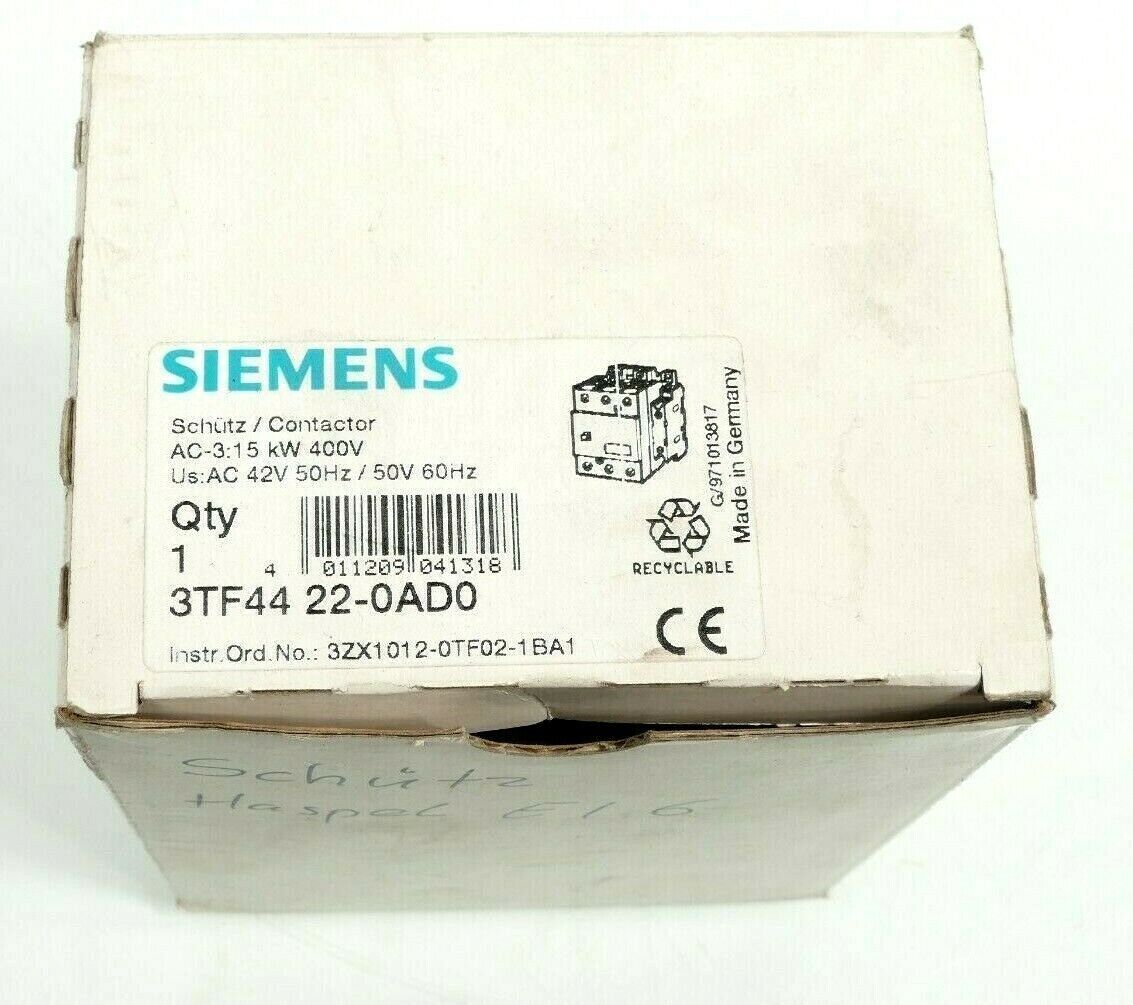 SIEMENS
Schütz / Contactor
AC-3:15 kW 400V
Us:AC 42V 50Hz / 50V 60Hz
Qty
1
4 011209 041318
3TF44 22-0AD0
Instr.Ord.No.: 3ZX1012-0TF02-1BA1
G/971013817
Made in Germany
RECYCLABLE
CE
Schütz
Haspel E1.6